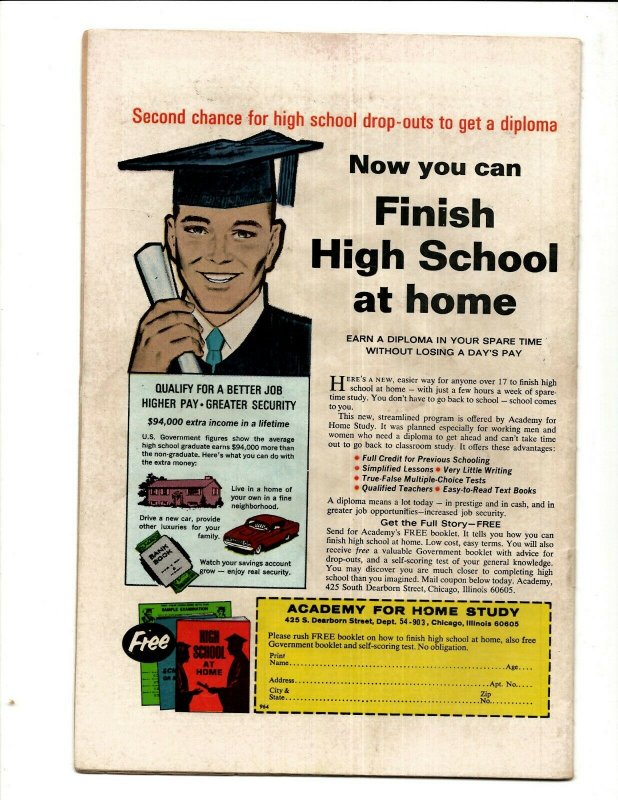 Second chance for high school drop-outs to get a diploma
Now you can
Finish
High School
at home
EARN A DIPLOMA IN YOUR SPARE TIME
WITHOUT LOSING A DAY'S PAY
HERE'S A NEW, easier way for anyone over 17 to finish high
school at home — with just a few hours a week of spare-
time study. You don't have to go back to school — school comes
to you.
This new, streamlined program is offered by Academy for
Home Study. It was planned especially for working men and
women who need a diploma to get ahead and can't take time
out to go back to classroom study. It offers these advantages:
• Full Credit for Previous Schooling
• Simplified Lessons • Very Little Writing
• True-False Multiple-Choice Tests
• Qualified Teachers • Easy-to-Read Text Books
A diploma means a lot today — in prestige and in cash, and in
greater job opportunities—increased job security.
Get the Full Story—FREE
Send for Academy's FREE booklet. It tells you how you can
finish high school at home. Low cost, easy terms. You will also
receive free a valuable Government booklet with advice for
drop-outs, and a self-scoring test of your general knowledge.
You may discover you are much closer to completing high
school than you imagined. Mail coupon below today. Academy,
425 South Dearborn Street, Chicago, Illinois 60605.
QUALIFY FOR A BETTER JOB
HIGHER PAY • GREATER SECURITY
$94,000 extra income in a lifetime
U.S. Government figures show the average
high school graduate earns $94,000 more than
the non-graduate. Here's what you can do with
the extra money:
Live in a home of
your own in a fine
neighborhood.
Drive a new car, provide
other luxuries for your
family.
BANK
BOOK
Watch your savings account
grow — enjoy real security.
Free
SAMPLE EXAMINATION
HIGH
SCHOOL
AT
HOME
ACADEMY FOR HOME STUDY
425 S. Dearborn Street, Dept. 54-903, Chicago, Illinois 60605
Please rush FREE booklet on how to finish high school at home, also free
Government booklet and self-scoring test. No obligation.
Print
Name Age
Address Apt. No.
City & Zip
State No.
964